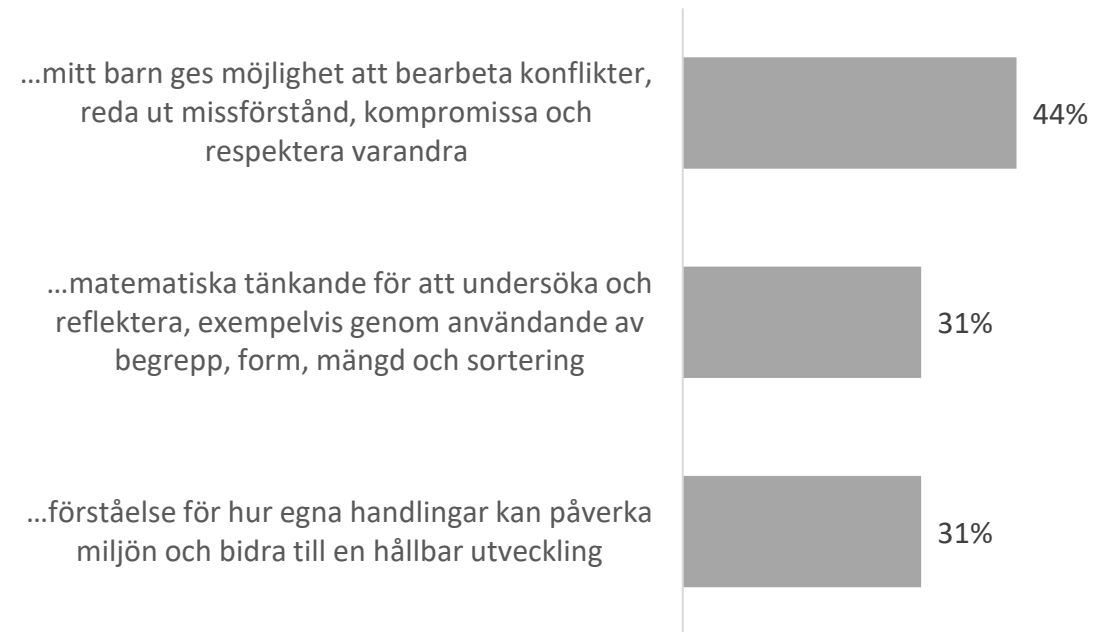 …mitt barn ges möjlighet att bearbeta konflikter,
reda ut missförstånd, kompromissa och
respektera varandra
44%
…matematiska tänkande för att undersöka och
reflektera, exempelvis genom användande av
begrepp, form, mängd och sortering
31%
…förståelse för hur egna handlingar kan påverka
miljön och bidra till en hållbar utveckling
31%